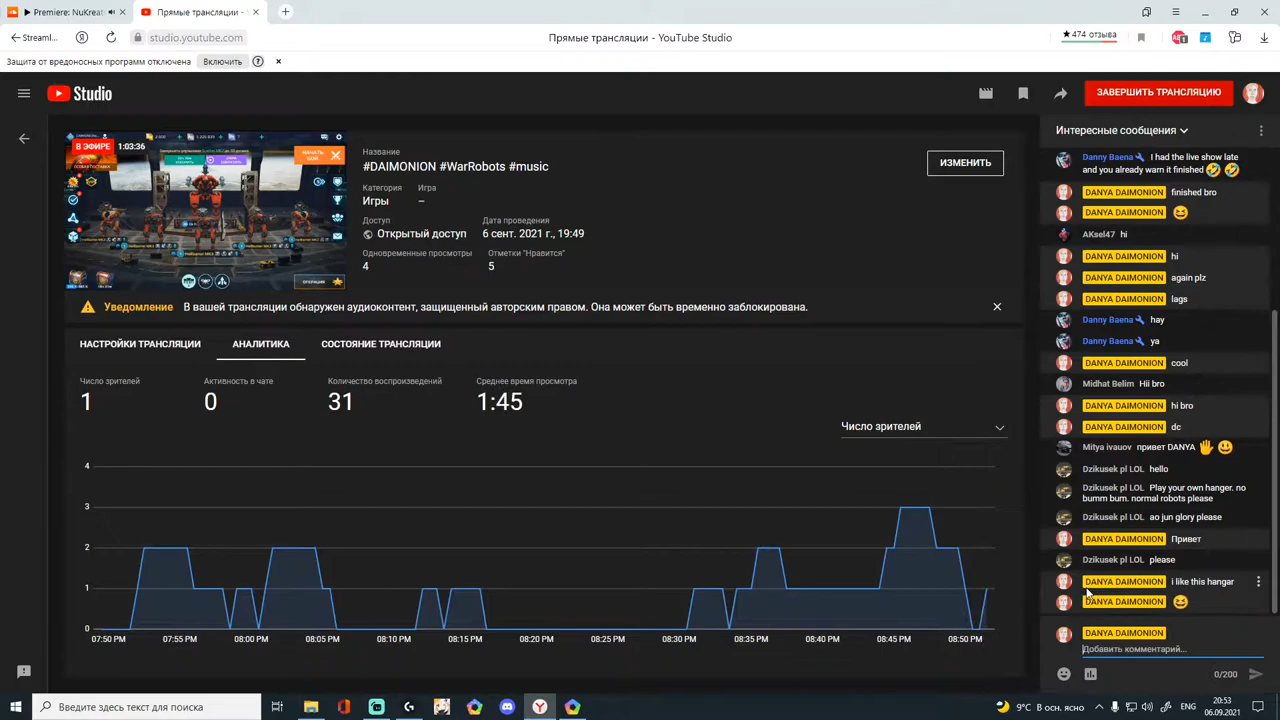 Premiere: NuKreat
Прямые трансляции -
Streaml...
studio.youtube.com
Прямые трансляции - YouTube Studio
★474 отзыва
Защита от вредоносных программ отключена
Включить
Studio
ЗАВЕРШИТЬ ТРАНСЛЯЦИЮ
В ЭФИРЕ
1:03:36
НАЧАТЬ БОЙ
ОПЕРАЦИЯ
Название
#DAIMONION #WarRobots #music
Категория
Игра
Игры
–
Доступ
Дата проведения
Открытый доступ
6 сент. 2021 г., 19:49
Одновременные просмотры
Отметки "Нравится"
4
5
ИЗМЕНИТЬ
Уведомление
В вашей трансляции обнаружен аудиоконтент, защищенный авторским правом. Она может быть временно заблокирована.
НАСТРОЙКИ ТРАНСЛЯЦИИ
АНАЛИТИКА
СОСТОЯНИЕ ТРАНСЛЯЦИИ
Число зрителей
Активность в чате
Количество воспроизведений
Среднее время просмотра
1
0
31
1:45
Число зрителей
4
3
2
1
0
07:50 PM
07:55 PM
08:00 PM
08:05 PM
08:10 PM
08:15 PM
08:20 PM
08:25 PM
08:30 PM
08:35 PM
08:40 PM
08:45 PM
08:50 PM
Интересные сообщения
Danny Baena I had the live show late
and you already warn it finished 🤣 🤣
DANYA DAIMONION finished bro
DANYA DAIMONION 😆
AKsel47 hi
DANYA DAIMONION hi
DANYA DAIMONION again plz
DANYA DAIMONION lags
Danny Baena hay
Danny Baena ya
DANYA DAIMONION cool
Midhat Belim Hii bro
DANYA DAIMONION hi bro
DANYA DAIMONION dc
Mitya ivauov привет DANYA 🖐 😃
Dzikusek pl LOL hello
Dzikusek pl LOL Play your own hanger. no
bumm bum. normal robots please
Dzikusek pl LOL ao jun glory please
DANYA DAIMONION Привет
Dzikusek pl LOL please
DANYA DAIMONION i like this hangar
DANYA DAIMONION 😆
DANYA DAIMONION
Добавить комментарий...
0/200
Введите здесь текст для поиска
9°C В осн. ясно
ENG
20:53
06.09.2021